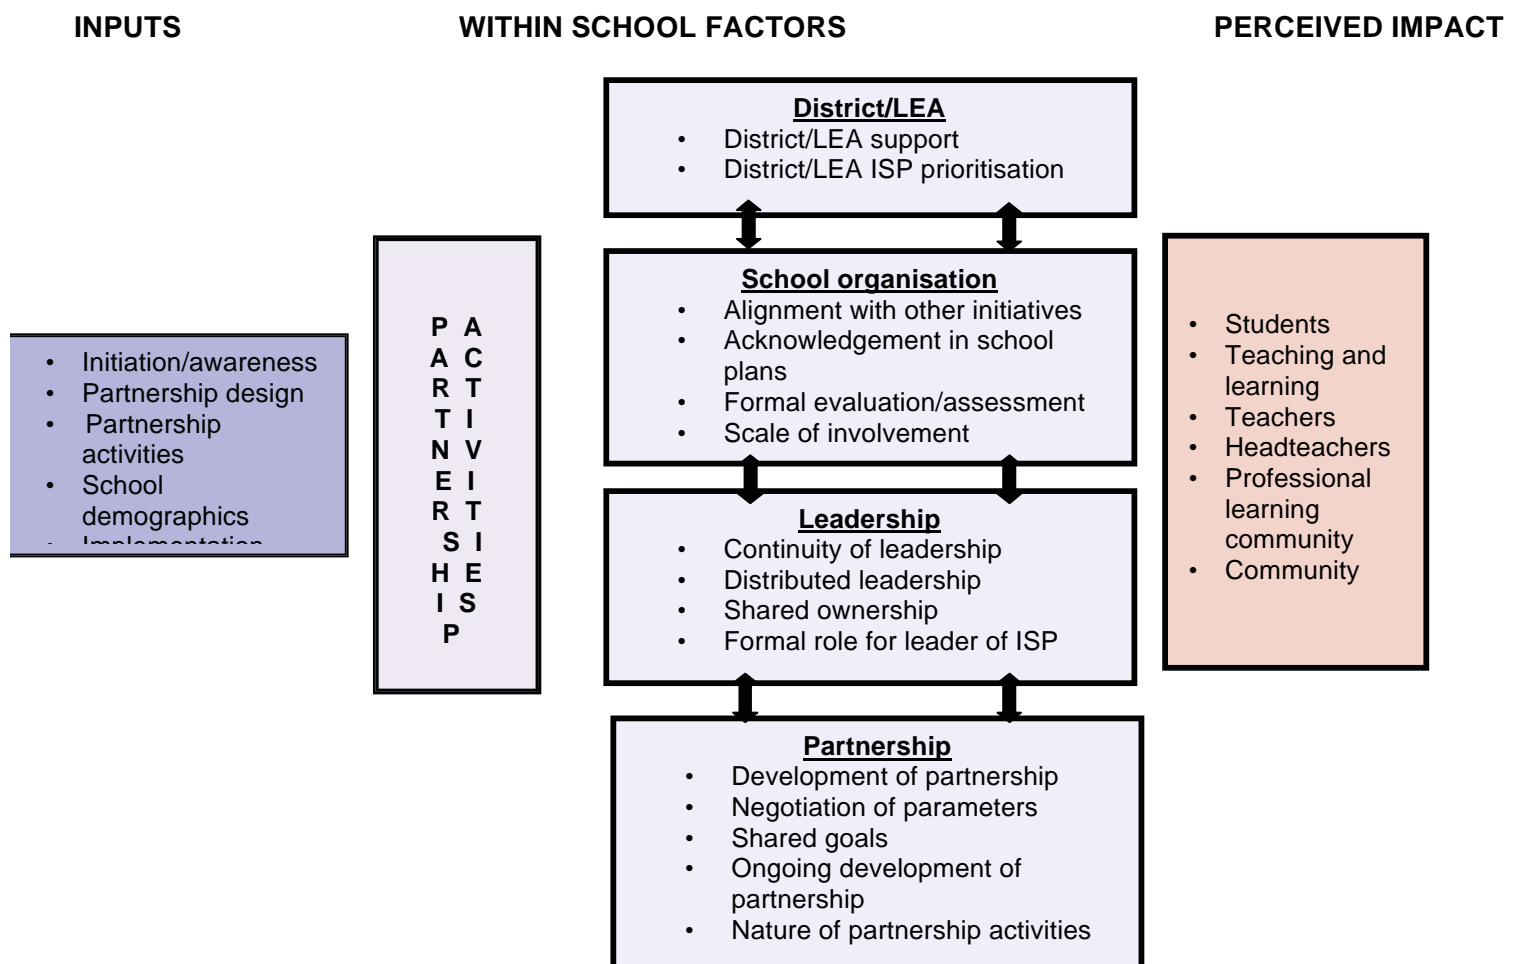 INPUTS
WITHIN SCHOOL FACTORS
PERCEIVED IMPACT
• Initiation/awareness
• Partnership design
• Partnership
activities
• School
demographics
P A
A C
R T
T I
N V
E I
R T
S I
H E
I S
P
District/LEA
• District/LEA support
• District/LEA ISP prioritisation
School organisation
• Alignment with other initiatives
• Acknowledgement in school
plans
• Formal evaluation/assessment
• Scale of involvement
Leadership
• Continuity of leadership
• Distributed leadership
• Shared ownership
• Formal role for leader of ISP
Partnership
• Development of partnership
• Negotiation of parameters
• Shared goals
• Ongoing development of
partnership
• Nature of partnership activities
• Students
• Teaching and
learning
• Teachers
• Headteachers
• Professional
learning
community
• Community